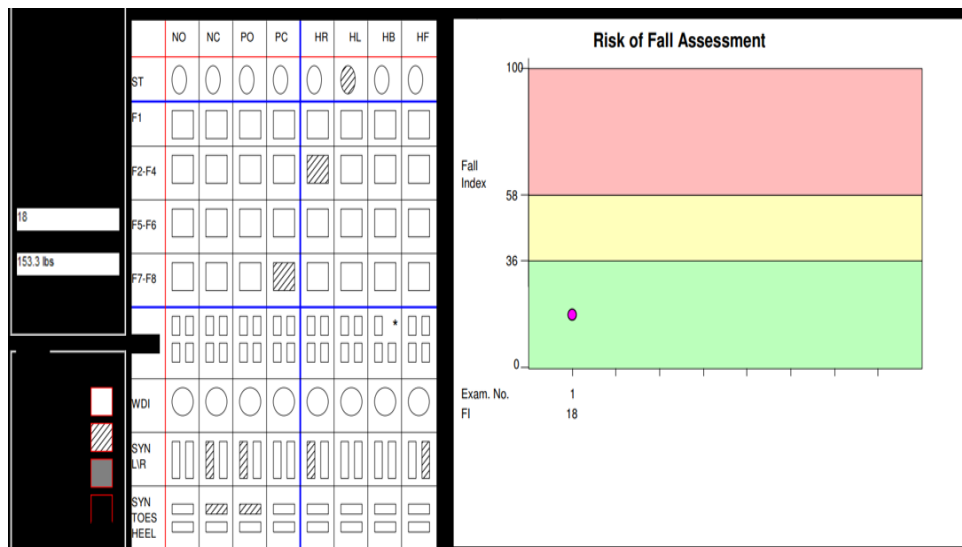 NO NC PO PC HR HL HB HF
ST
F1
F2-F4
F5-F6
F7-F8
*
WDI
SYN
L\R
SYN
TOES
HEEL
18
153.3 lbs
Risk of Fall Assessment
100
Fall
Index
58
36
0
Exam. No. 1
FI 18